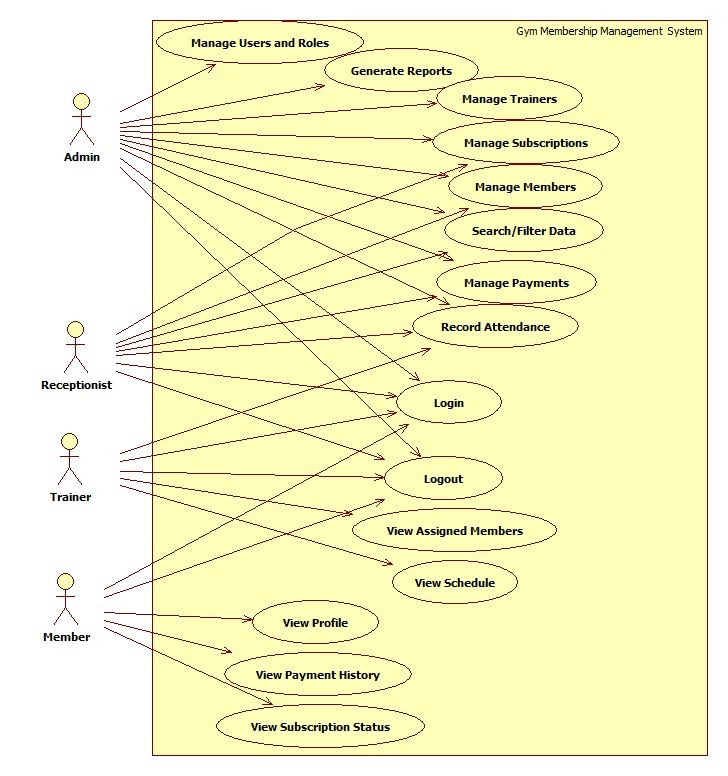 Gym Membership Management System
Manage Users and Roles
Generate Reports
Manage Trainers
Manage Subscriptions
Admin
Manage Members
Search/Filter Data
Manage Payments
Record Attendance
Receptionist
Login
Logout
Trainer
View Assigned Members
View Schedule
View Profile
Member
View Payment History
View Subscription Status